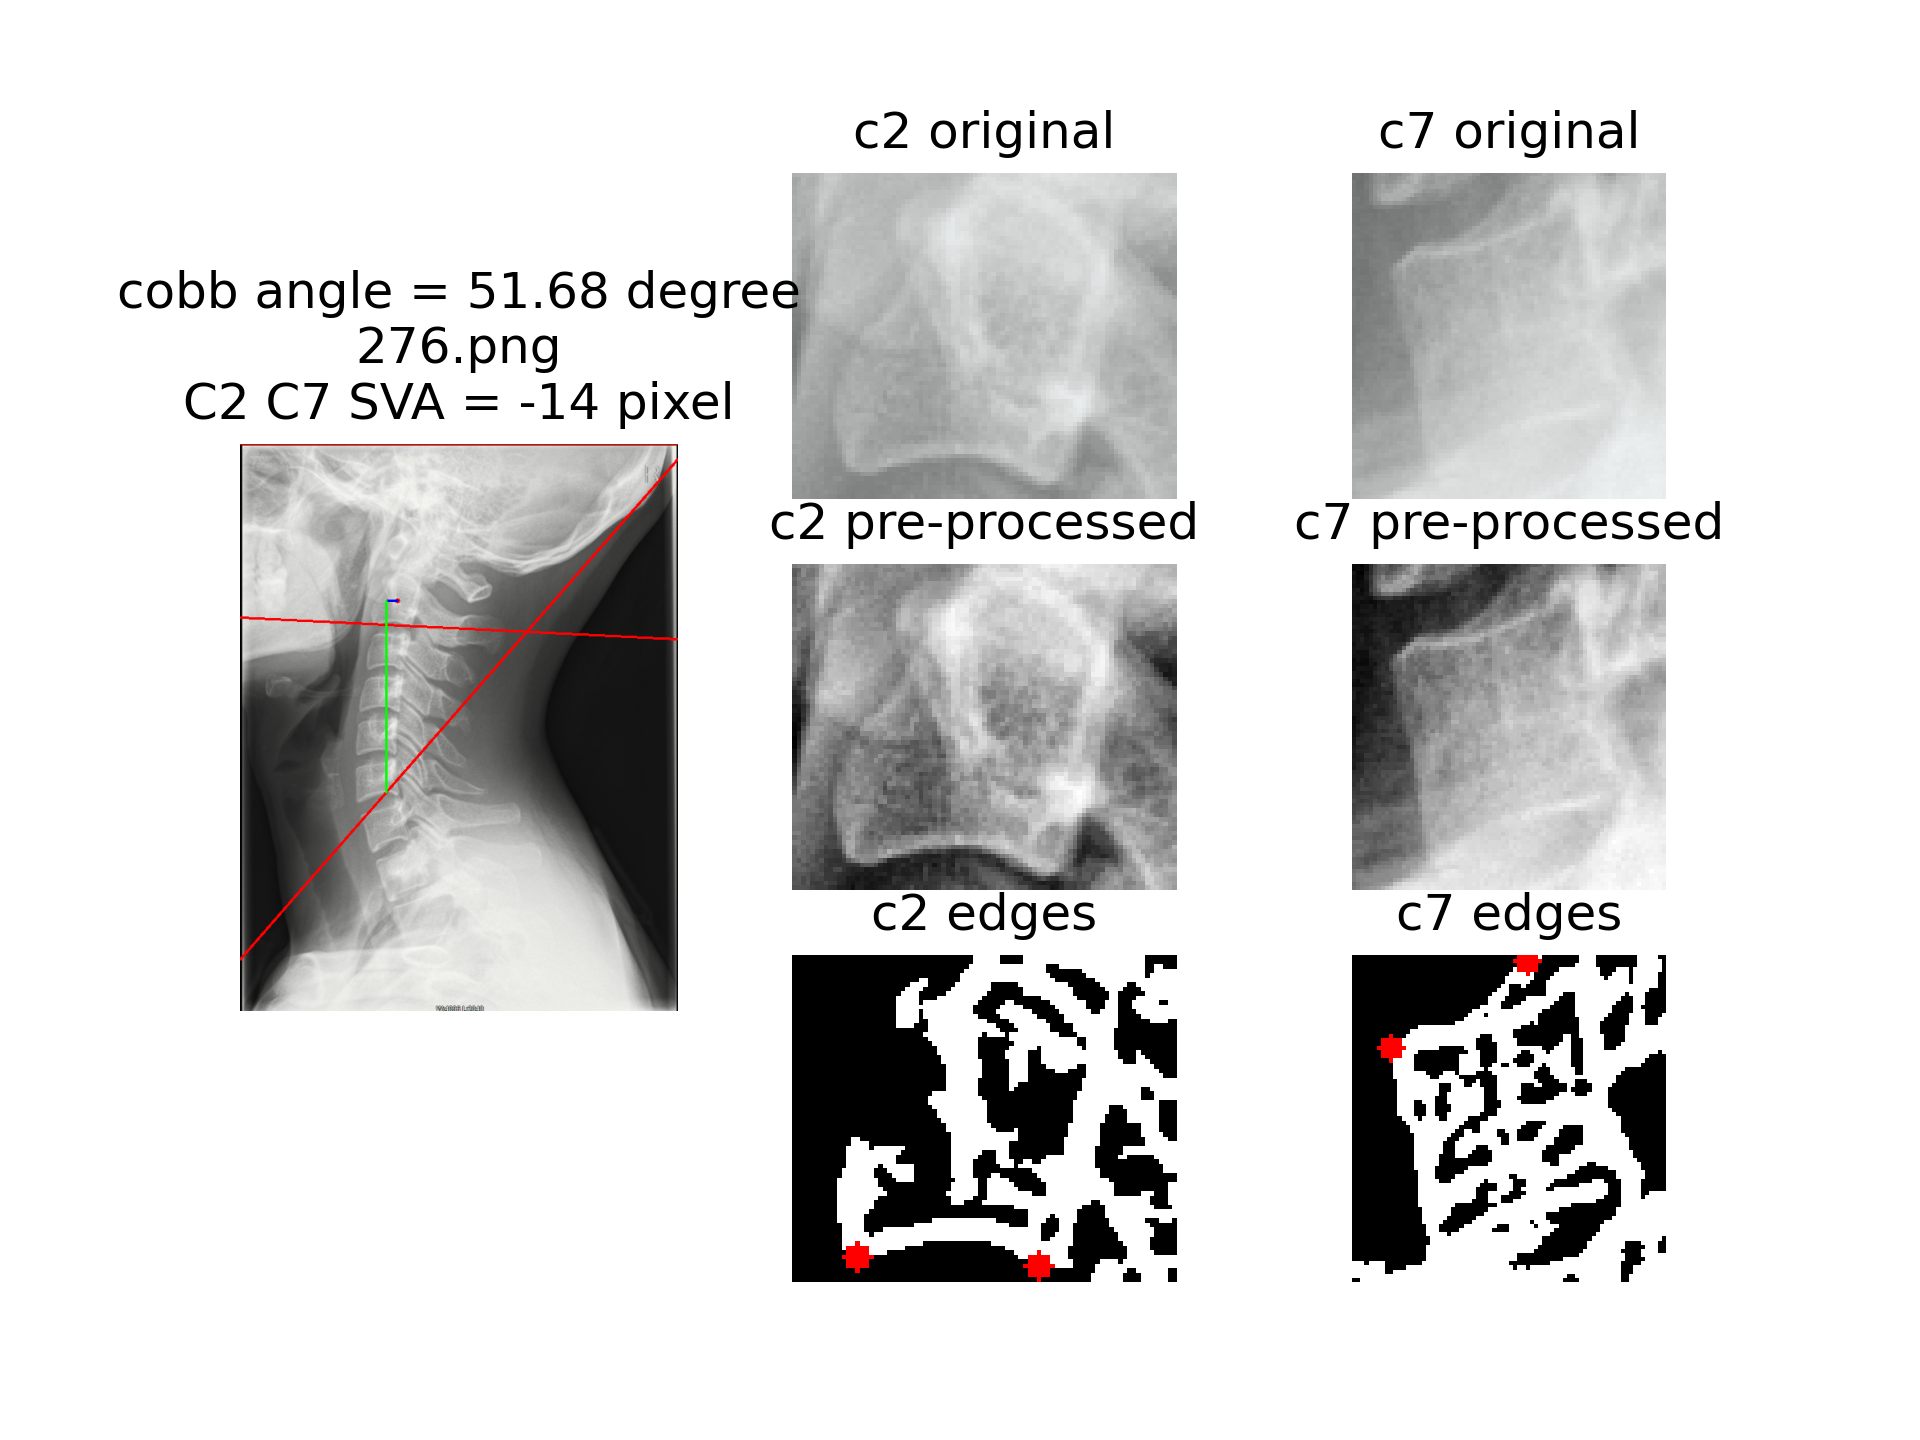 cobb angle = 51.68 degree
276.png
C2 C7 SVA = -14 pixel
c2 original
c7 original
c2 pre-processed
c7 pre-processed
c2 edges
c7 edges